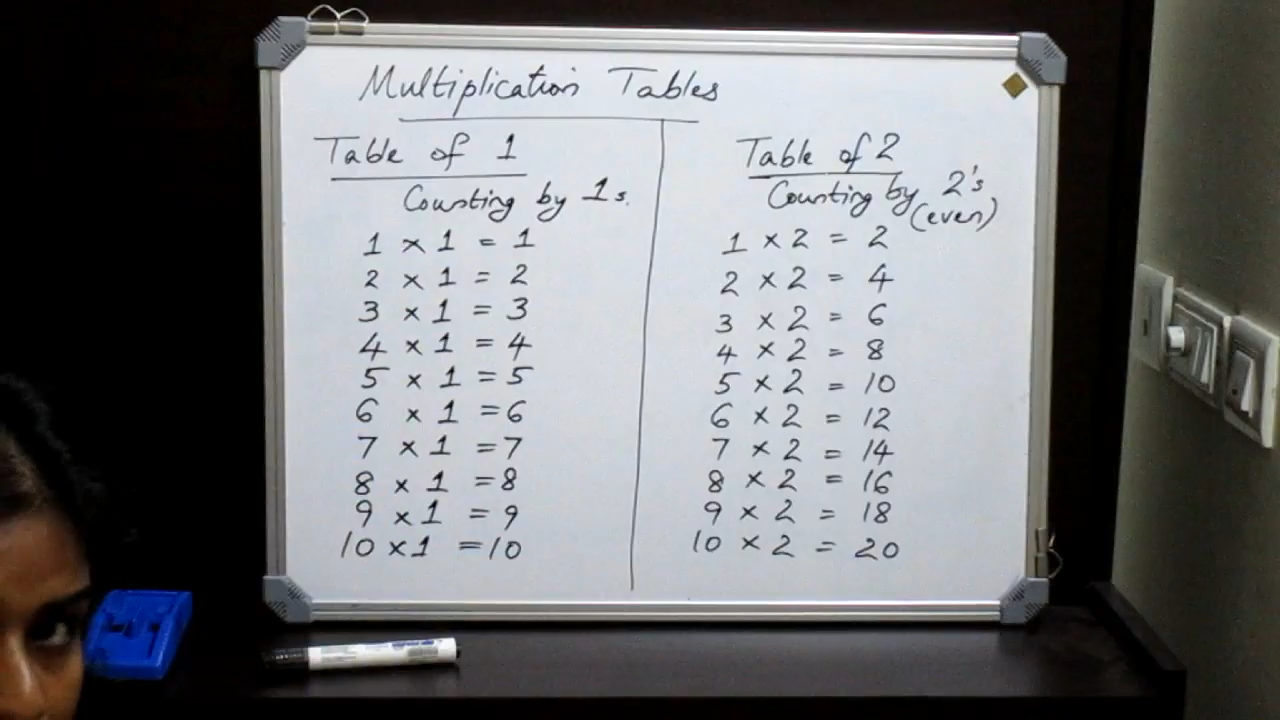 Multiplication Tables
Table of 1
Counting by 1s.
1 × 1 = 1
2 × 1 = 2
3 × 1 = 3
4 × 1 = 4
5 × 1 = 5
6 × 1 = 6
7 × 1 = 7
8 × 1 = 8
9 × 1 = 9
10 × 1 = 10
Table of 2
Counting by 2's
(even)
1 × 2 = 2
2 × 2 = 4
3 × 2 = 6
4 × 2 = 8
5 × 2 = 10
6 × 2 = 12
7 × 2 = 14
8 × 2 = 16
9 × 2 = 18
10 × 2 = 20